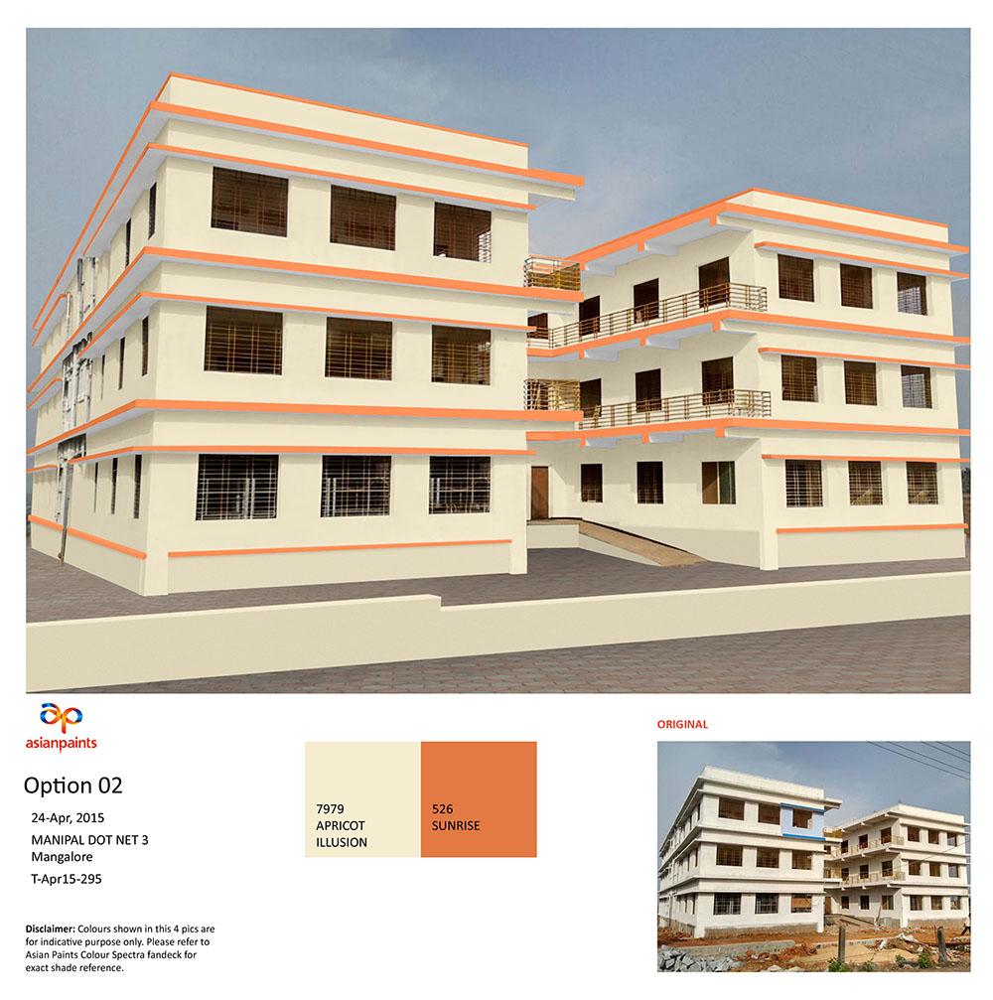 asianpaints
Option 02
24-Apr, 2015
MANIPAL DOT NET 3
Mangalore
T-Apr15-295
Disclaimer: Colours shown in this 4 pics are
for indicative purpose only. Please refer to
Asian Paints Colour Spectra fandeck for
exact shade reference.
7979
APRICOT
ILLUSION
526
SUNRISE
ORIGINAL